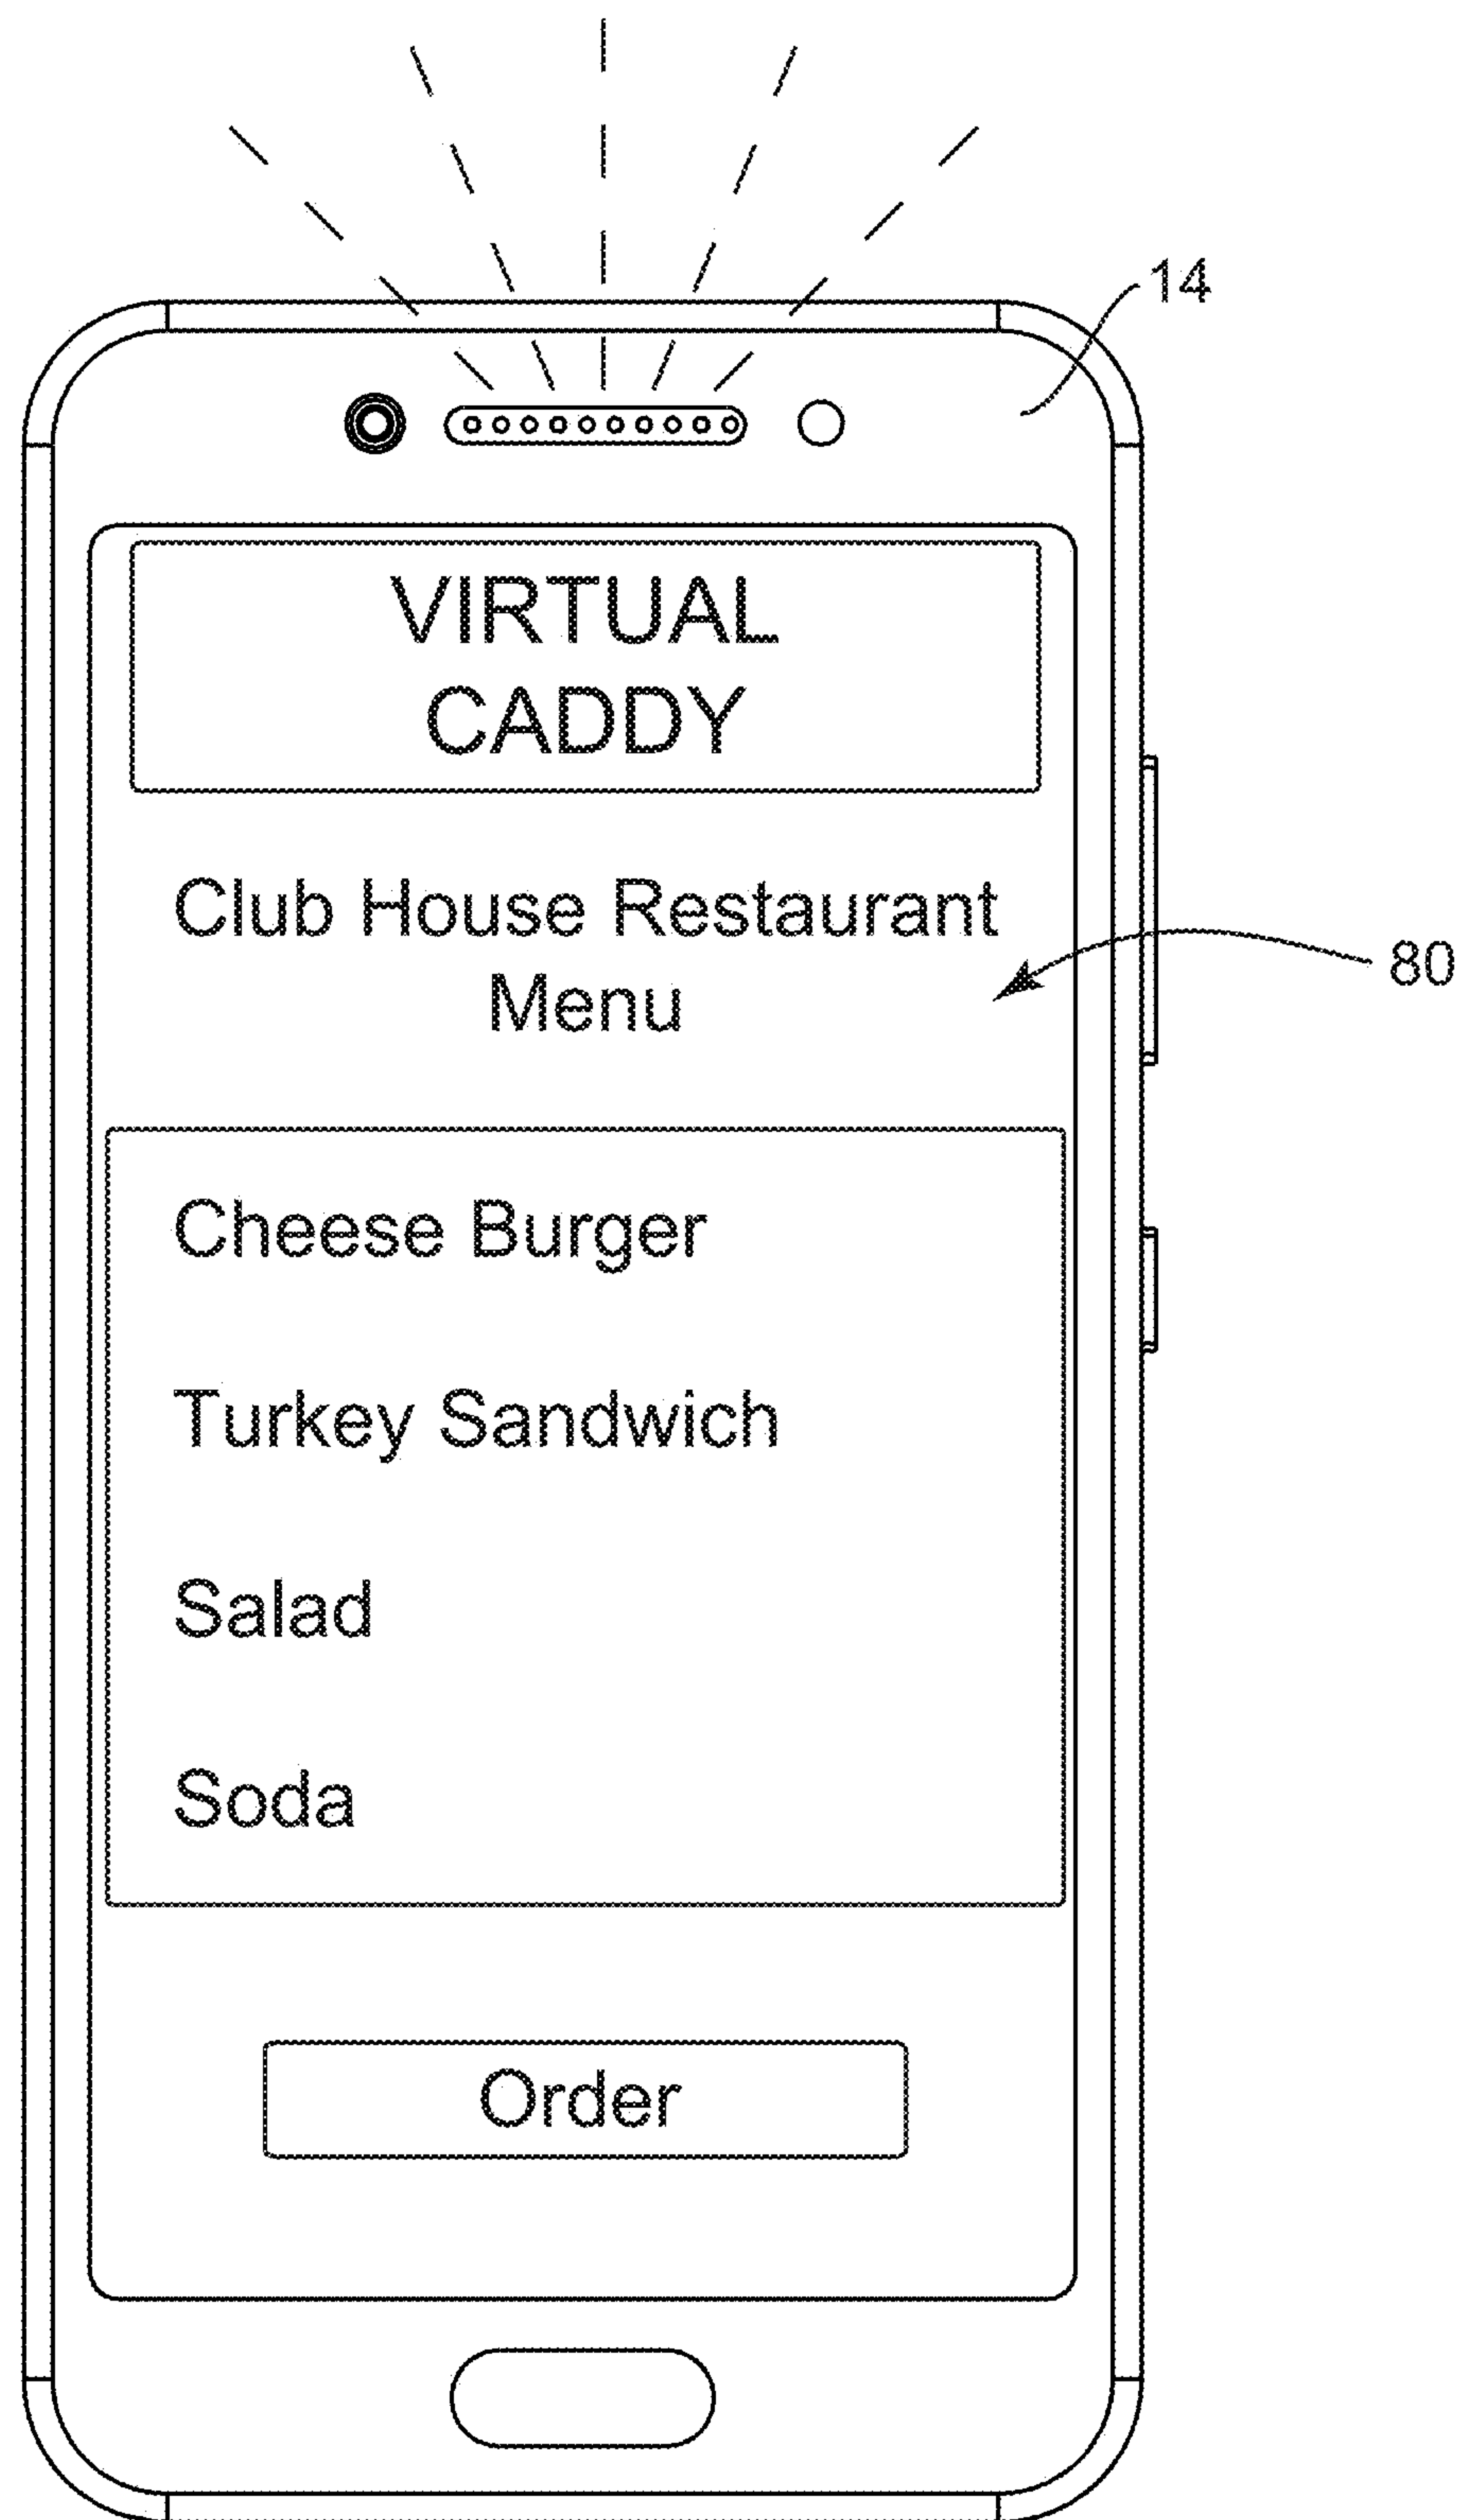 14
VIRTUAL
CADDY
Club House Restaurant
Menu
80
Cheese Burger
Turkey Sandwich
Salad
Soda
Order